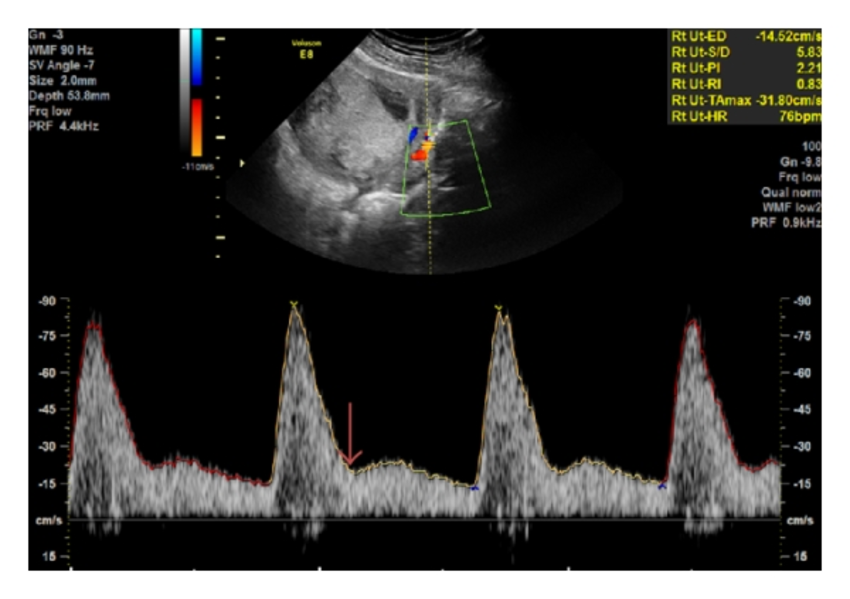 Gn -3
WMF 90 Hz
SV Angle -7
Size 2.0mm
Depth 53.8mm
Frq low
PRF 4.4kHz
Voluson
E8
Rt Ut-ED -14.52cm/s
Rt Ut-S/D 5.83
Rt Ut-PI 2.21
Rt Ut-RI 0.83
Rt Ut-TAmax -31.80cm/s
Rt Ut-HR 76bpm
100
Gn -9.8
Frq low
Qual norm
WMF low2
PRF 0.9kHz
-90 -90
-75 -75
-60 -60
-45 -45
-30 -30
-15 -15
cm/s cm/s
15 15